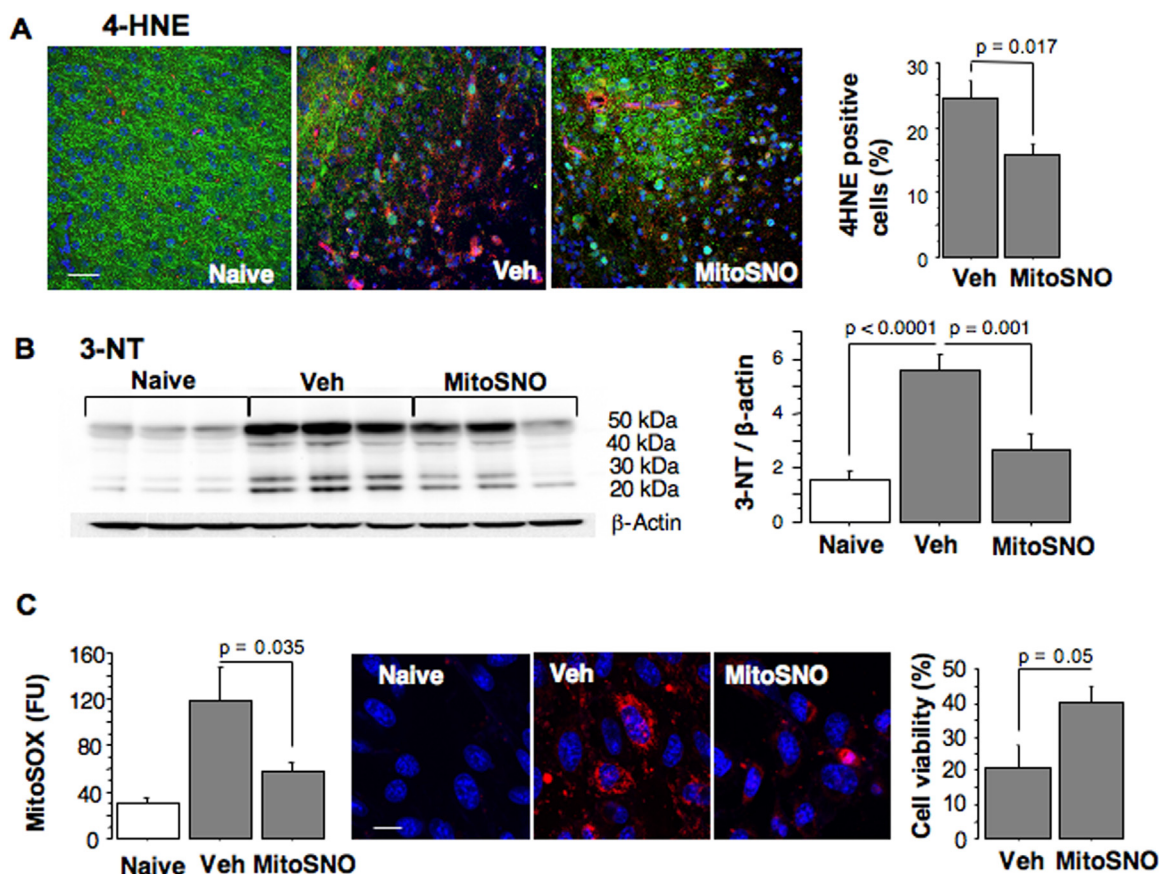 A
4-HNE
Naive
Veh
MitoSNO
p = 0.017
30
20
10
0
4HNE positive
cells (%)
Veh MitoSNO
B
3-NT
Naive Veh MitoSNO
50 kDa
40 kDa
30 kDa
20 kDa
β-Actin
p < 0.0001 p = 0.001
6
4
2
0
3-NT / β-actin
Naive Veh MitoSNO
C
160
120
80
40
0
MitoSOX (FU)
p = 0.035
Naive Veh MitoSNO
Naive
Veh
MitoSNO
p = 0.05
50
40
30
20
10
0
Cell viability (%)
Veh MitoSNO